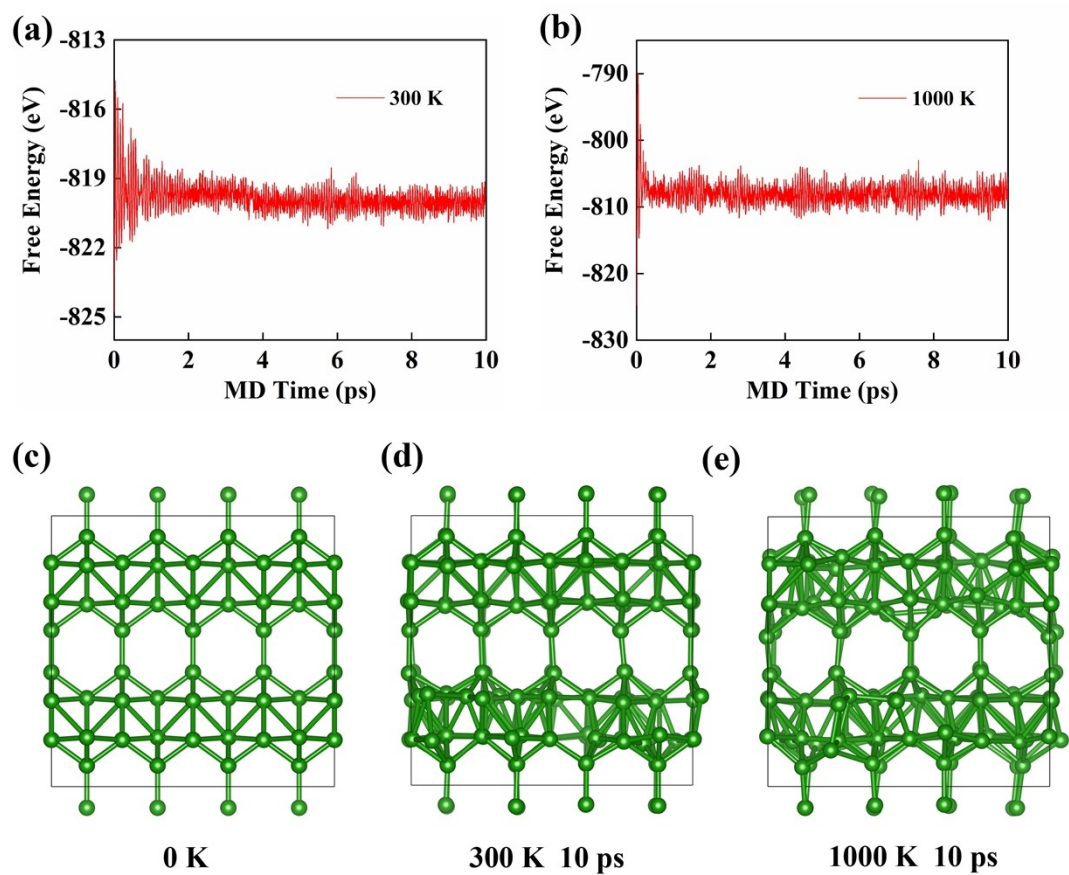 (a)
-813
-816
-819
-822
-825
Free Energy (eV)
300 K
0 2 4 6 8 10
MD Time (ps)
(b)
-790
-800
-810
-820
-830
Free Energy (eV)
1000 K
0 2 4 6 8 10
MD Time (ps)
(c)
(d)
(e)
0 K
300 K 10 ps
1000 K 10 ps